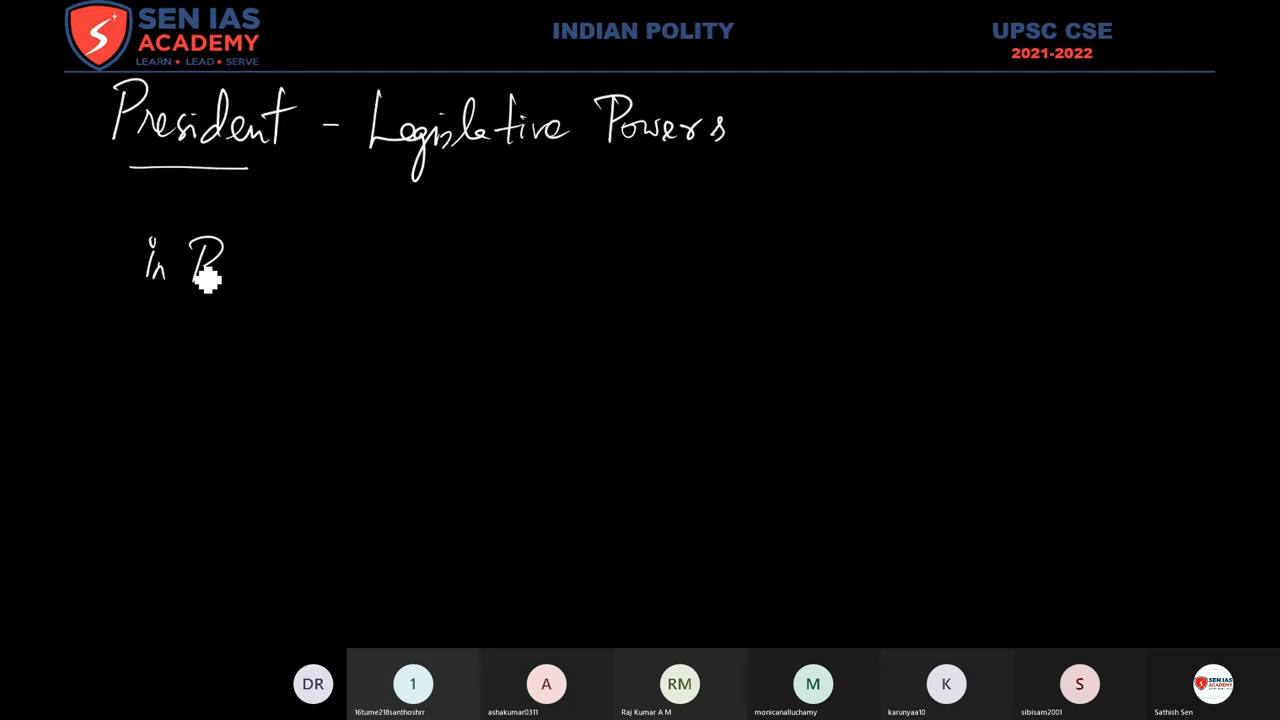 SEN IAS
ACADEMY
LEARN ★ LEAD ★ SERVE
INDIAN POLITY
UPSC CSE
2021-2022
President - Legislative Powers
in
DR
1
A
RM
M
K
S
16tume218santhoshrr
ashakumar0311
Raj Kumar A M
monicanalluchamy
karunyaa10
sibisam2001
Sathish Sen